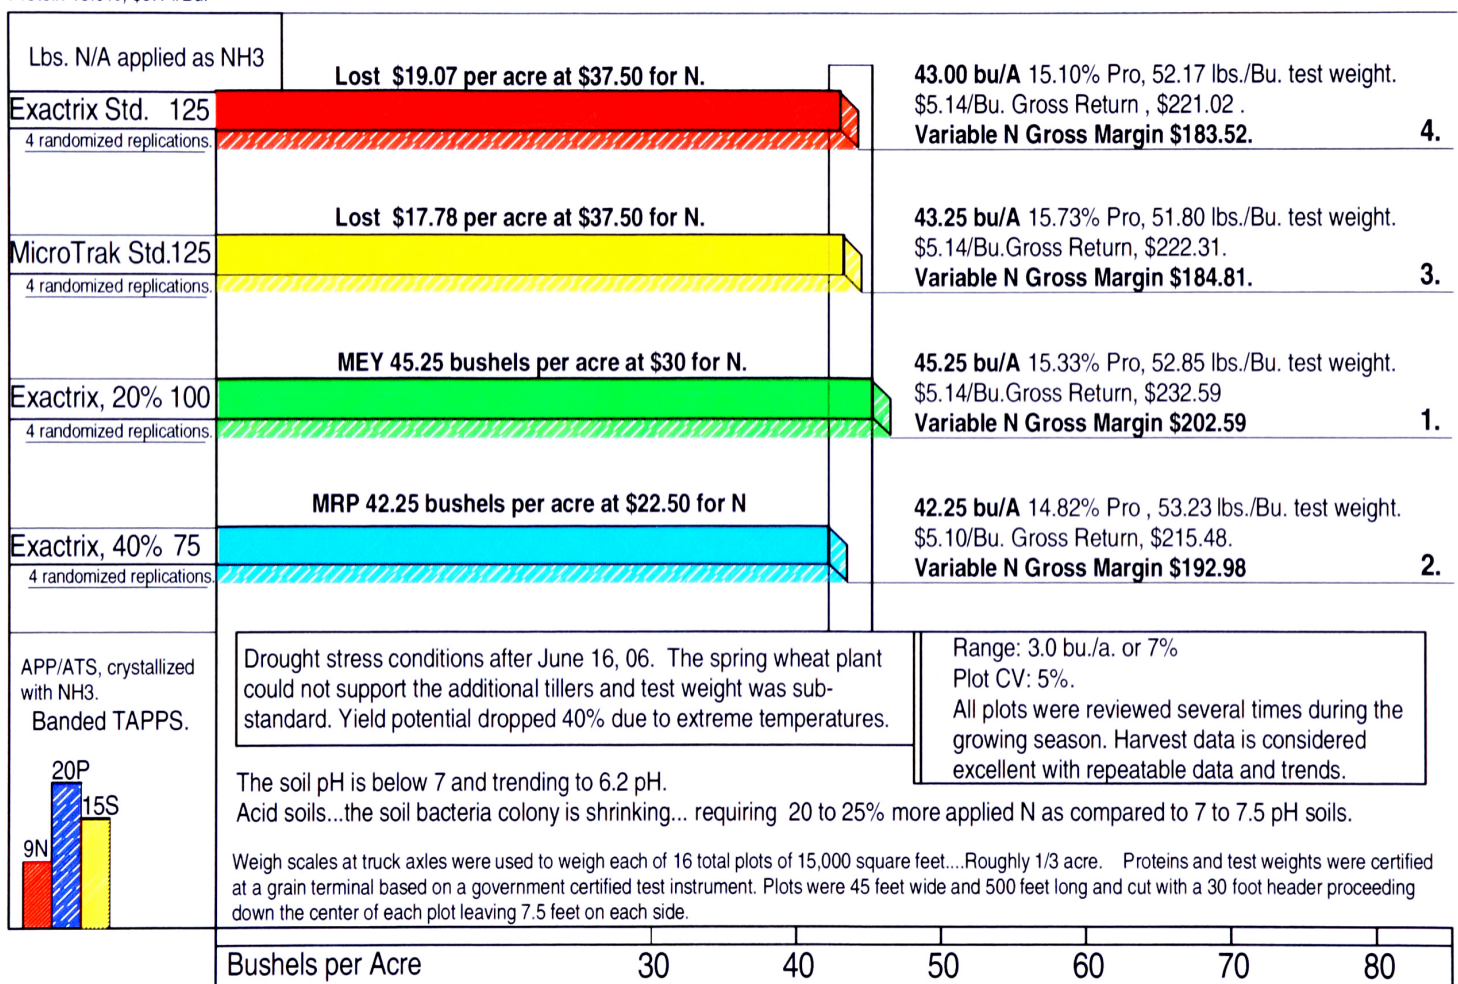 Lbs. N/A applied as NH3
Lost $19.07 per acre at $37.50 for N.
Exactrix Std. 125
4 randomized replications.
43.00 bu/A 15.10% Pro, 52.17 lbs./Bu. test weight.
$5.14/Bu. Gross Return , $221.02 .
Variable N Gross Margin $183.52.
4.
Lost $17.78 per acre at $37.50 for N.
MicroTrak Std.125
4 randomized replications.
43.25 bu/A 15.73% Pro, 51.80 lbs./Bu. test weight.
$5.14/Bu.Gross Return, $222.31.
Variable N Gross Margin $184.81.
3.
MEY 45.25 bushels per acre at $30 for N.
Exactrix, 20% 100
4 randomized replications.
45.25 bu/A 15.33% Pro, 52.85 lbs./Bu. test weight.
$5.14/Bu.Gross Return, $232.59
Variable N Gross Margin $202.59
1.
MRP 42.25 bushels per acre at $22.50 for N
Exactrix, 40% 75
4 randomized replications.
42.25 bu/A 14.82% Pro , 53.23 lbs./Bu. test weight.
$5.10/Bu. Gross Return, $215.48.
Variable N Gross Margin $192.98
2.
APP/ATS, crystallized
with NH3.
Banded TAPPS.
20P
15S
9N
Drought stress conditions after June 16, 06. The spring wheat plant
could not support the additional tillers and test weight was sub-
standard. Yield potential dropped 40% due to extreme temperatures.
Range: 3.0 bu./a. or 7%
Plot CV: 5%.
All plots were reviewed several times during the
growing season. Harvest data is considered
excellent with repeatable data and trends.
The soil pH is below 7 and trending to 6.2 pH.
Acid soils...the soil bacteria colony is shrinking... requiring 20 to 25% more applied N as compared to 7 to 7.5 pH soils.
Weigh scales at truck axles were used to weigh each of 16 total plots of 15,000 square feet....Roughly 1/3 acre. Proteins and test weights were certified
at a grain terminal based on a government certified test instrument. Plots were 45 feet wide and 500 feet long and cut with a 30 foot header proceeding
down the center of each plot leaving 7.5 feet on each side.
Bushels per Acre 30 40 50 60 70 80